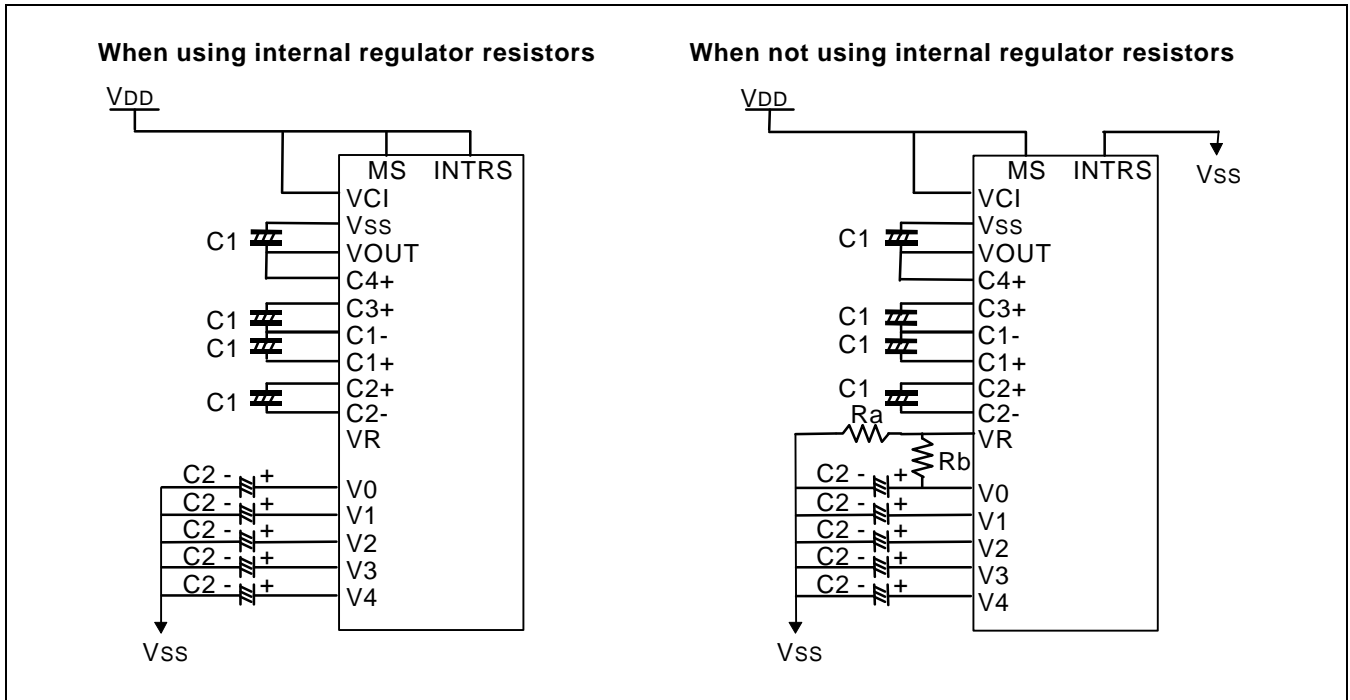 When using internal regulator resistors
VDD
MS INTRS
VCI
VSS
C1
VOUT
C4+
C3+
C1
C1-
C1
C1+
C2+
C1
C2-
VR
C2 - +
V0
C2 - +
V1
C2 - +
V2
C2 - +
V3
C2 - +
V4
VSS
When not using internal regulator resistors
VDD
MS INTRS
VSS
VCI
VSS
C1
VOUT
C4+
C3+
C1
C1-
C1
C1+
C2+
C1
C2-
Ra
VR
Rb
C2 - +
V0
C2 - +
V1
C2 - +
V2
C2 - +
V3
C2 - +
V4
VSS